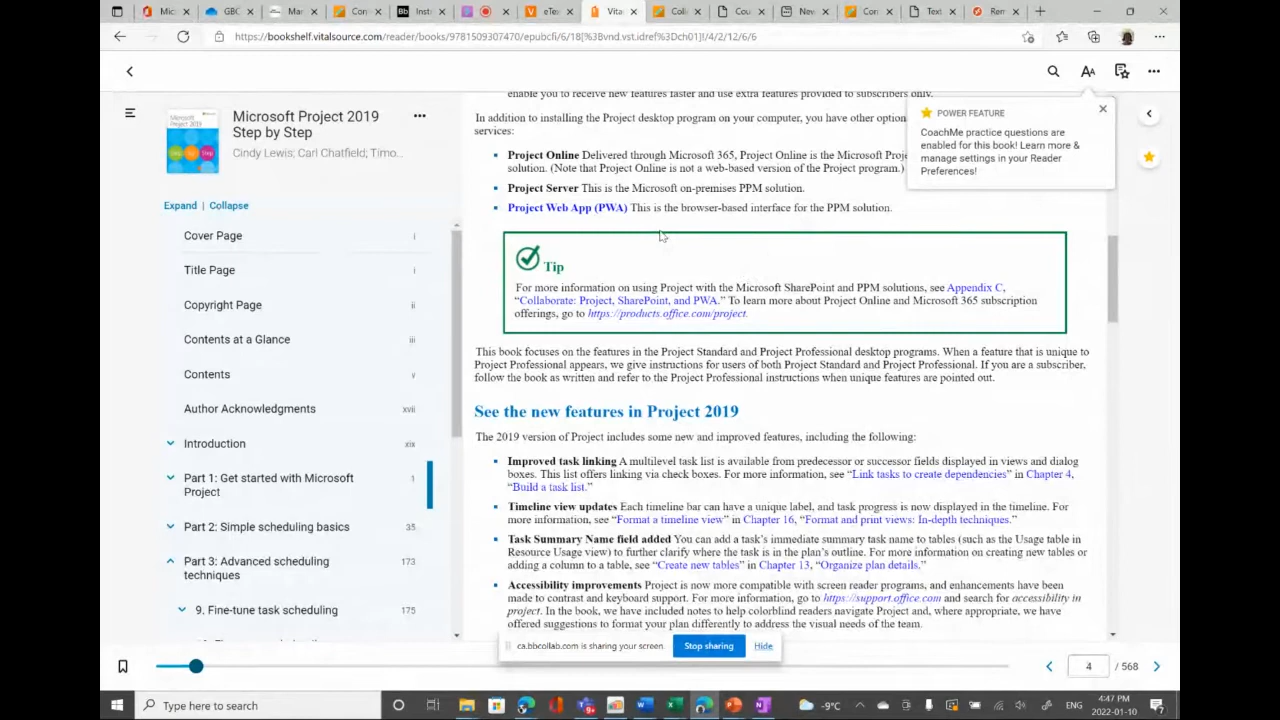 Mic
GBC
Ma
Con
Inst
eTe
Vita
Coll
Cou
New
Con
Text
Rem
https://bookshelf.vitalsource.com/reader/books/9781509307470/epubcfi/6/18[%3Bvnd.vst.idref%3Dch01]!/4/2/12/6/6
Microsoft Project 2019
Step by Step
Cindy Lewis; Carl Chatfield; Timo...
Expand | Collapse
Cover Page i
Title Page i
Copyright Page ii
Contents at a Glance iii
Contents v
Author Acknowledgments xvii
Introduction xix
Part 1: Get started with Microsoft
Project 1
Part 2: Simple scheduling basics 35
Part 3: Advanced scheduling
techniques 173
9. Fine-tune task scheduling 175
enable you to receive new features faster and use extra features provided to subscribers only.
In addition to installing the Project desktop program on your computer, you have other option
services:
Project Online Delivered through Microsoft 365, Project Online is the Microsoft Proje
solution. (Note that Project Online is not a web-based version of the Project program.)
Project Server This is the Microsoft on-premises PPM solution.
Project Web App (PWA) This is the browser-based interface for the PPM solution.
POWER FEATURE
CoachMe practice questions are
enabled for this book! Learn more &
manage settings in your Reader
Preferences!
Tip
For more information on using Project with the Microsoft SharePoint and PPM solutions, see Appendix C,
“Collaborate: Project, SharePoint, and PWA.” To learn more about Project Online and Microsoft 365 subscription
offerings, go to https://products.office.com/project.
This book focuses on the features in the Project Standard and Project Professional desktop programs. When a feature that is unique to
Project Professional appears, we give instructions for users of both Project Standard and Project Professional. If you are a subscriber,
follow the book as written and refer to the Project Professional instructions when unique features are pointed out.
See the new features in Project 2019
The 2019 version of Project includes some new and improved features, including the following:
Improved task linking A multilevel task list is available from predecessor or successor fields displayed in views and dialog
boxes. This list offers linking via check boxes. For more information, see “Link tasks to create dependencies” in Chapter 4,
“Build a task list.”
Timeline view updates Each timeline bar can have a unique label, and task progress is now displayed in the timeline. For
more information, see “Format a timeline view” in Chapter 16, “Format and print views: In-depth techniques.”
Task Summary Name field added You can add a task’s immediate summary task name to tables (such as the Usage table in
Resource Usage view) to further clarify where the task is in the plan’s outline. For more information on creating new tables or
adding a column to a table, see “Create new tables” in Chapter 13, “Organize plan details.”
Accessibility improvements Project is now more compatible with screen reader programs, and enhancements have been
made to contrast and keyboard support. For more information, go to https://support.office.com and search for accessibility in
project. In the book, we have included notes to help colorblind readers navigate Project and, where appropriate, we have
offered suggestions to format your plan differently to address the visual needs of the team.
ca.bbcollab.com is sharing your screen. Stop sharing Hide
4 / 568
Type here to search
-9°C
ENG
4:47 PM
2022-01-10